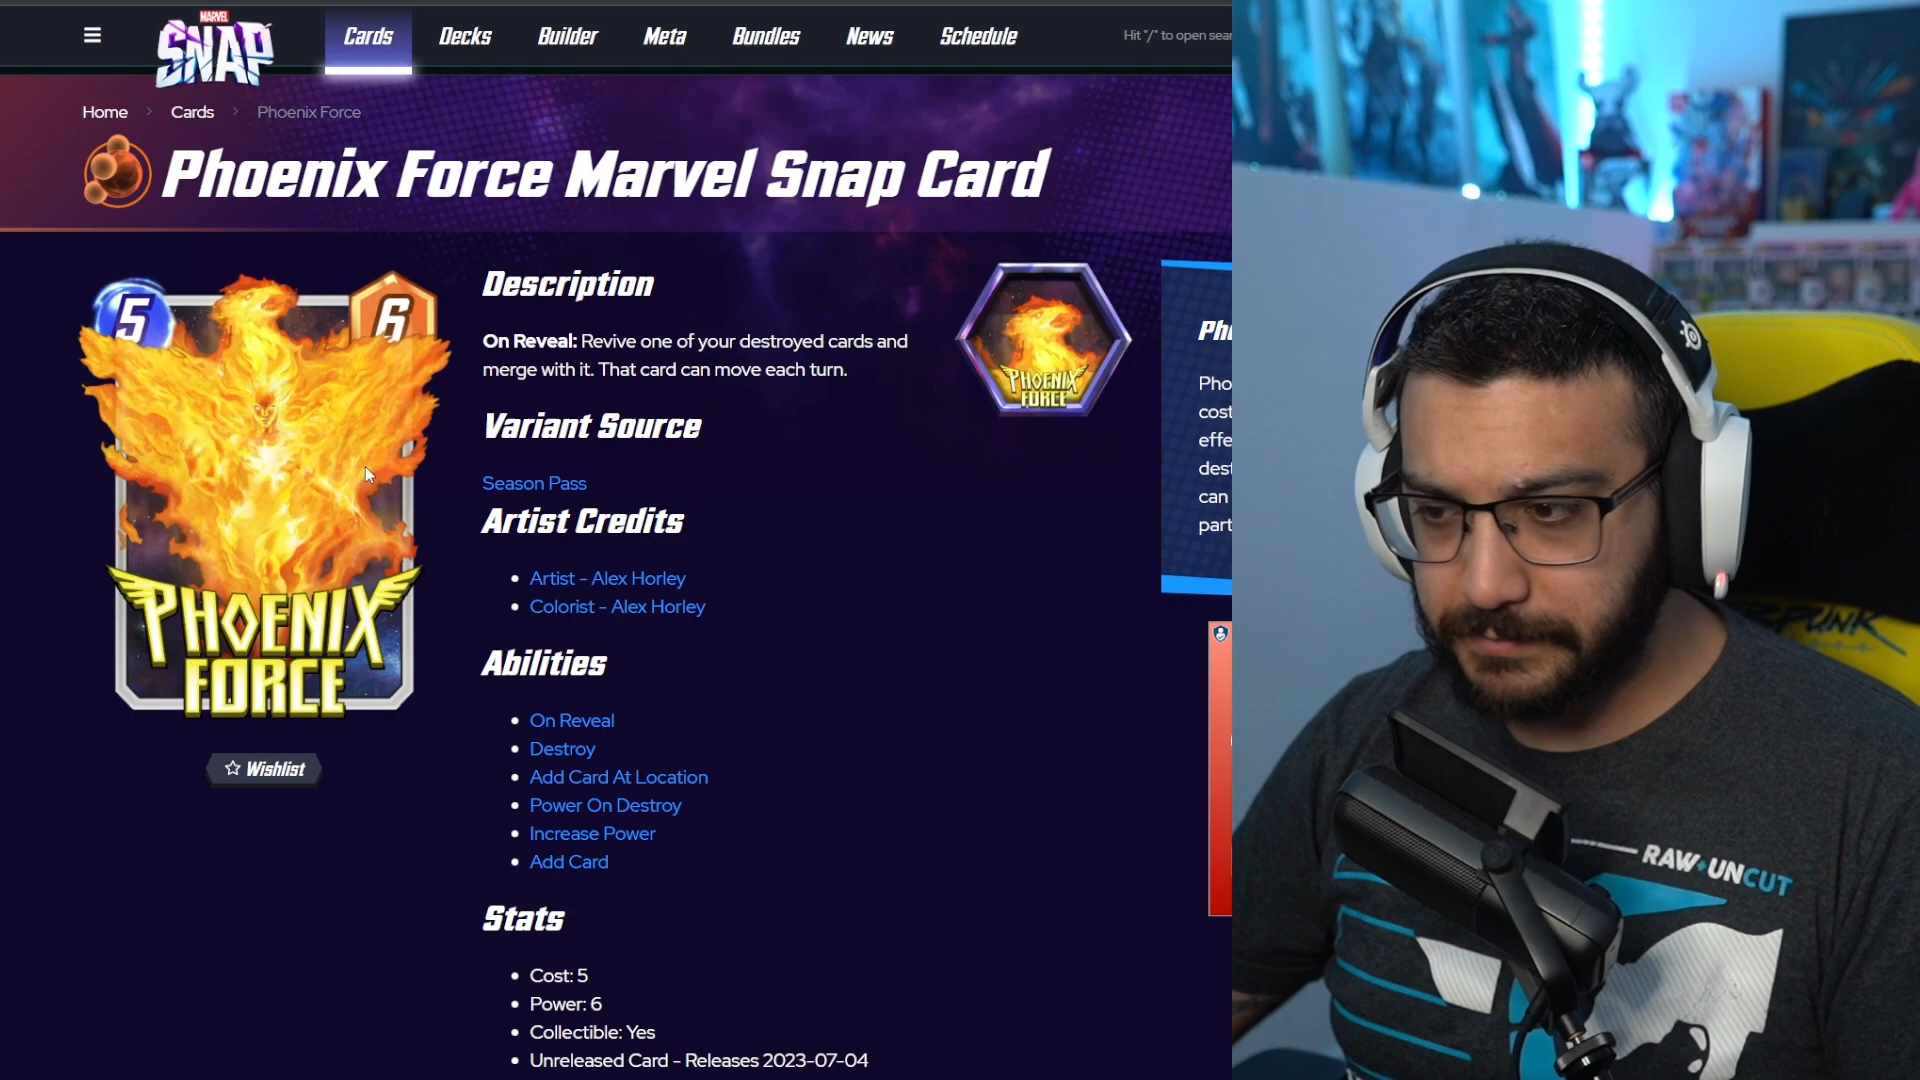 MARVEL
SNAP
Cards
Decks
Builder
Meta
Bundles
News
Schedule
Hit "/" to open sear
Home > Cards > Phoenix Force
Phoenix Force Marvel Snap Card
5
6
PHOENIX
FORCE
Wishlist
Description
On Reveal: Revive one of your destroyed cards and
merge with it. That card can move each turn.
Variant Source
Season Pass
Artist Credits
Artist - Alex Horley
Colorist - Alex Horley
Abilities
On Reveal
Destroy
Add Card At Location
Power On Destroy
Increase Power
Add Card
Stats
Cost: 5
Power: 6
Collectible: Yes
Unreleased Card - Releases 2023-07-04
PHOENIX
FORCE
Pho
Pho
cost
effe
dest
can
part
RAW+UNCUT